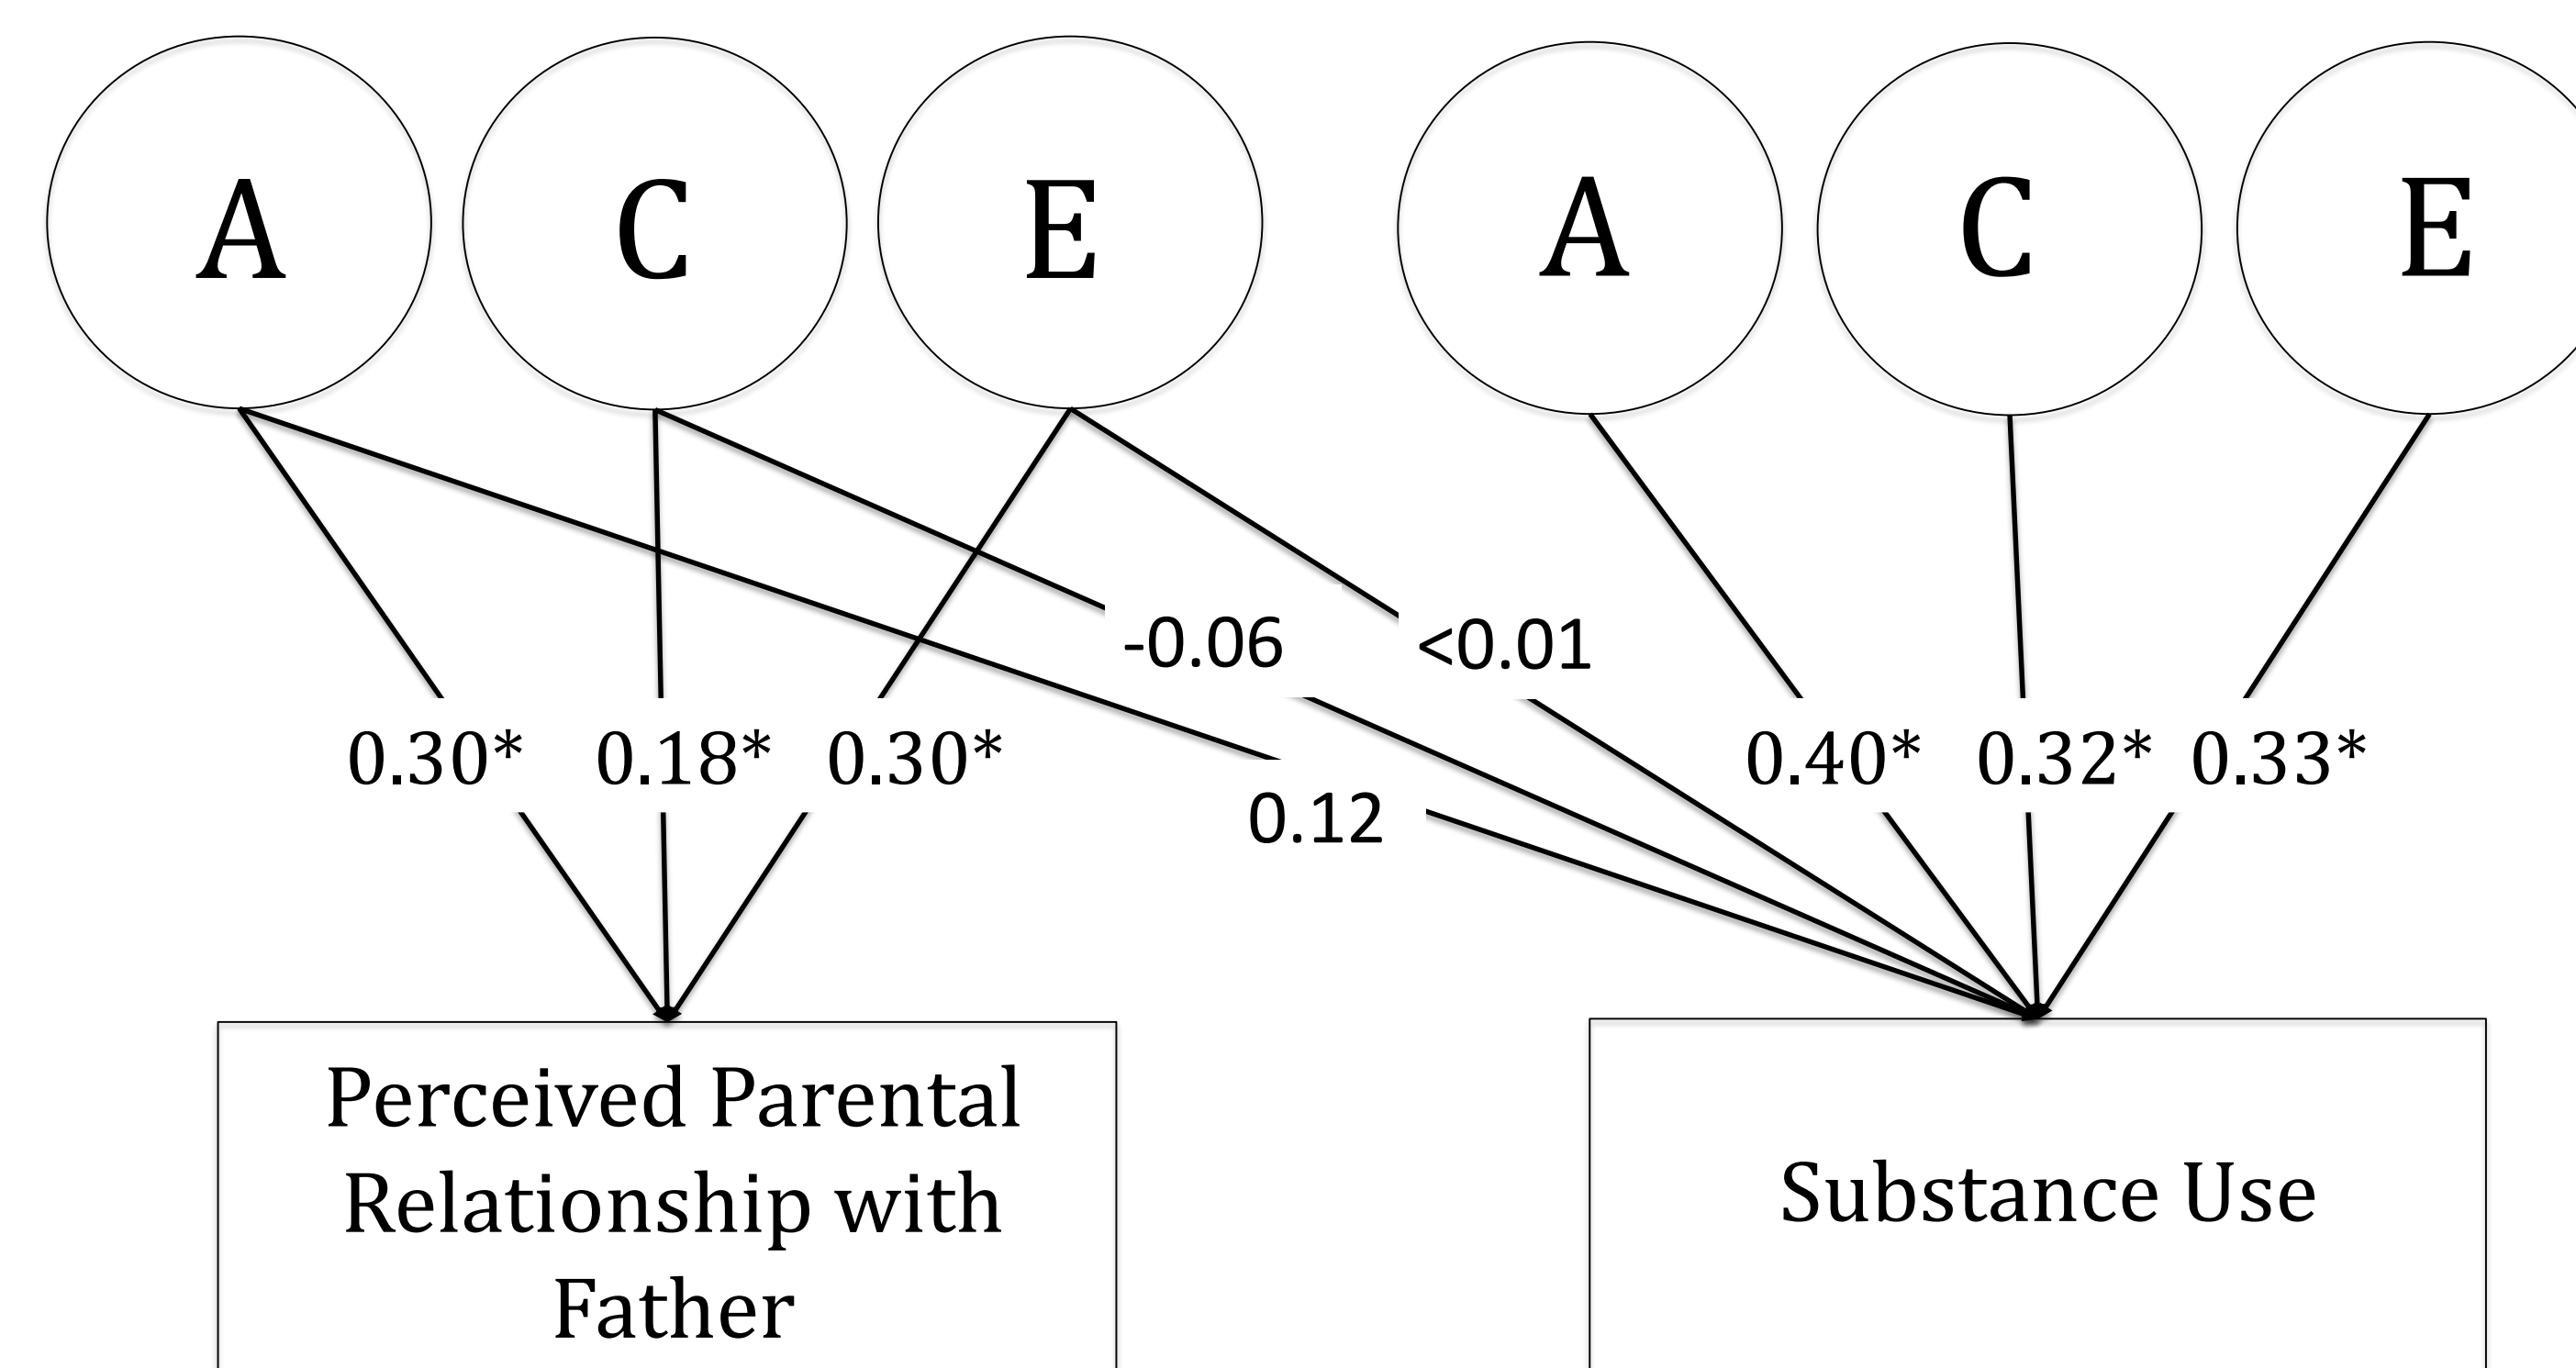 A C E A C E
-0.06 <0.01
0.30* 0.18* 0.30* 0.40* 0.32* 0.33*
0.12
Perceived Parental
Relationship with
Father
Substance Use